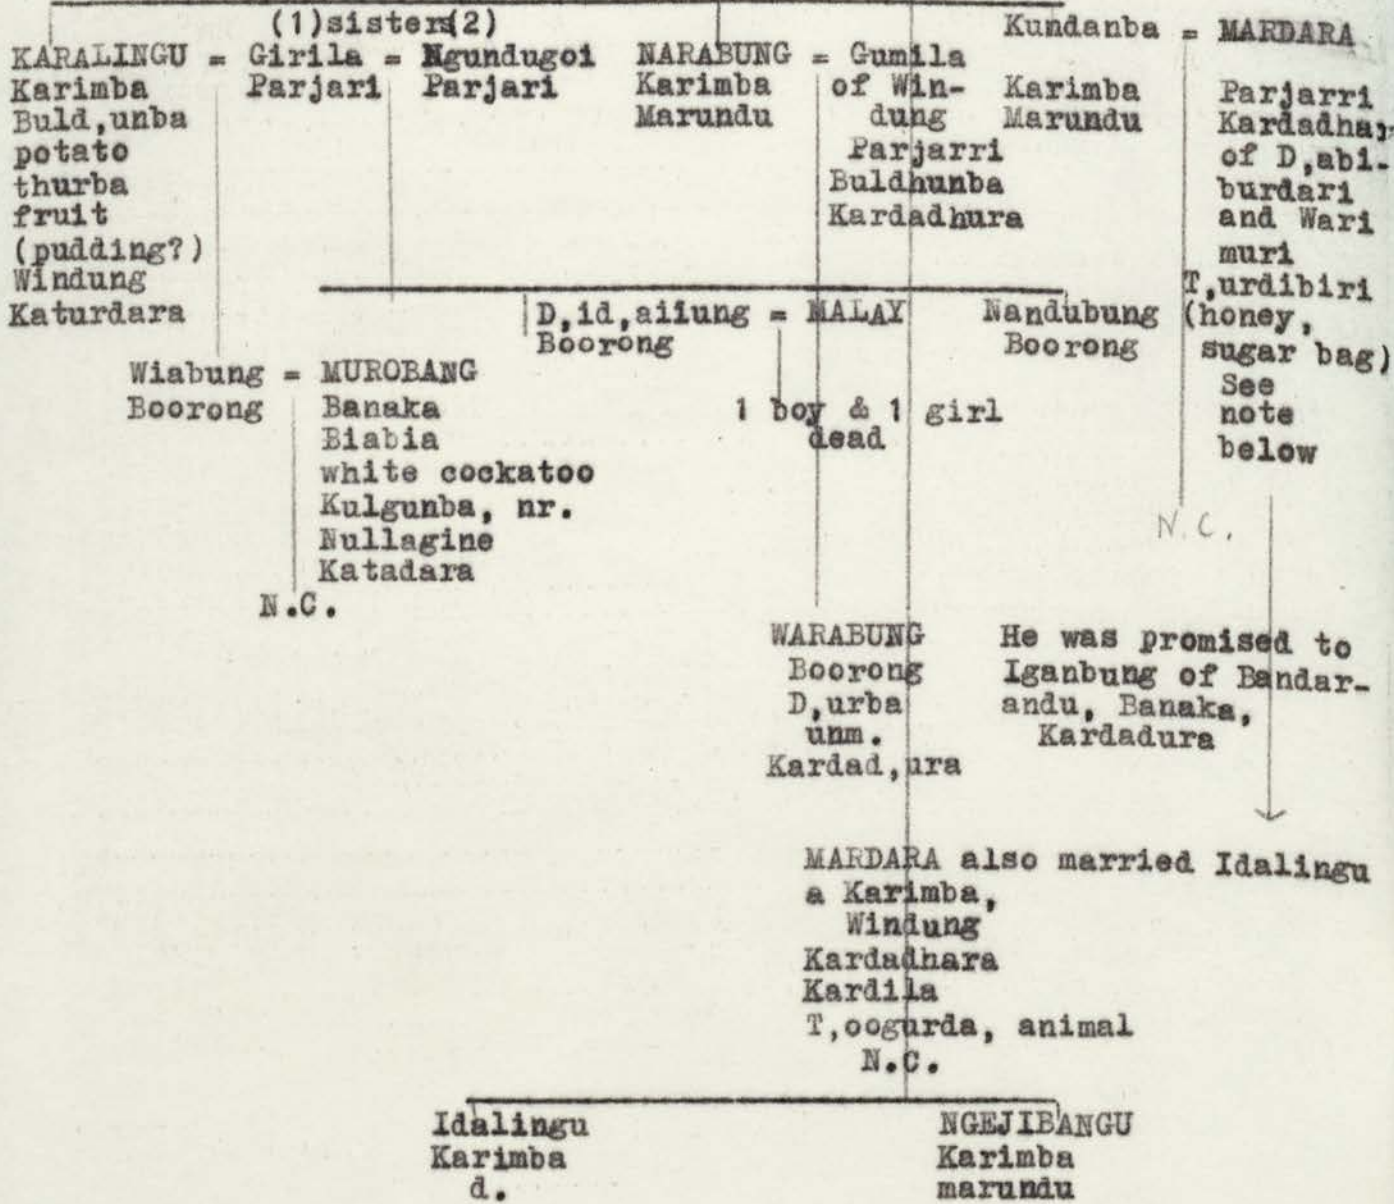 (1)sisters(2)
KARALINGU = Girila = Ngundugoi
Karimba Parjari Parjari
Buld,unba
potato
thurba
fruit
(pudding?)
Windung
Katurdara
NARABUNG = Gumila
Karimba of Win-
Marundu dung
Parjarri
Buldhunba
Kardadhura
Kundanba = MARDARA
Karimba Parjarri
Marundu Kardadhar
of D,abi-
burdari
and Wari
muri
T,urdibiri
(honey,
sugar bag)
See
note
below
D,id,aiiung = MALAY
Boorong
Nandubung
Boorong
Wiabung = MUROBANG
Boorong Banaka
Biabia
white cockatoo
Kulgunba, nr.
Nullagine
Katadara
N.C.
1 boy & 1 girl
dead
N.C.
WARABUNG
Boorong
D,urba
unm.
Kardad,ura
He was promised to
Iganbung of Bandar-
andu, Banaka,
Kardadura
MARDARA also married Idalingu
a Karimba,
Windung
Kardadhara
Kardila
T,oogurda, animal
N.C.
Idalingu
Karimba
d.
NGEJIBANGU
Karimba
marundu